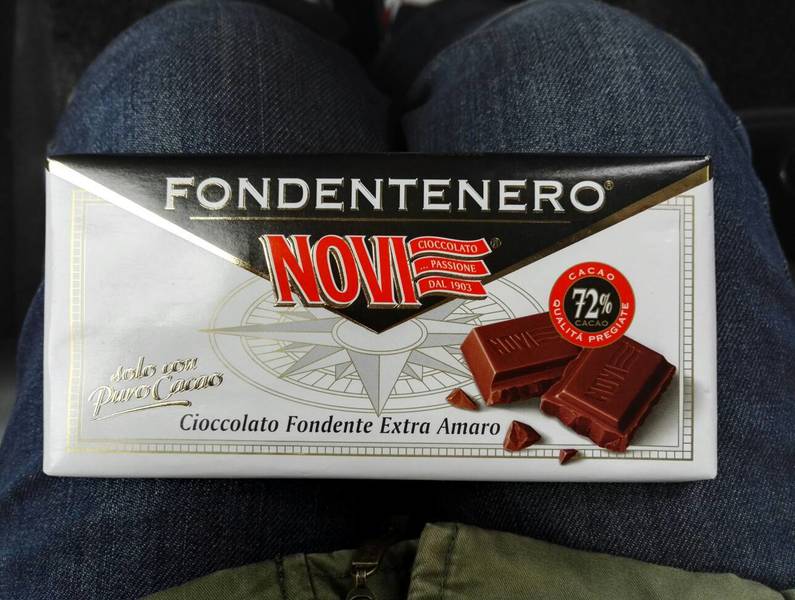 FONDENTENERO®
NOVI®
CIOCCOLATO
... PASSIONE
DAL 1903
CACAO
72%
CACAO
QUALITÀ PREGIATE
NOVI
NOVI
solo con
Puro Cacao
Cioccolato Fondente Extra Amaro